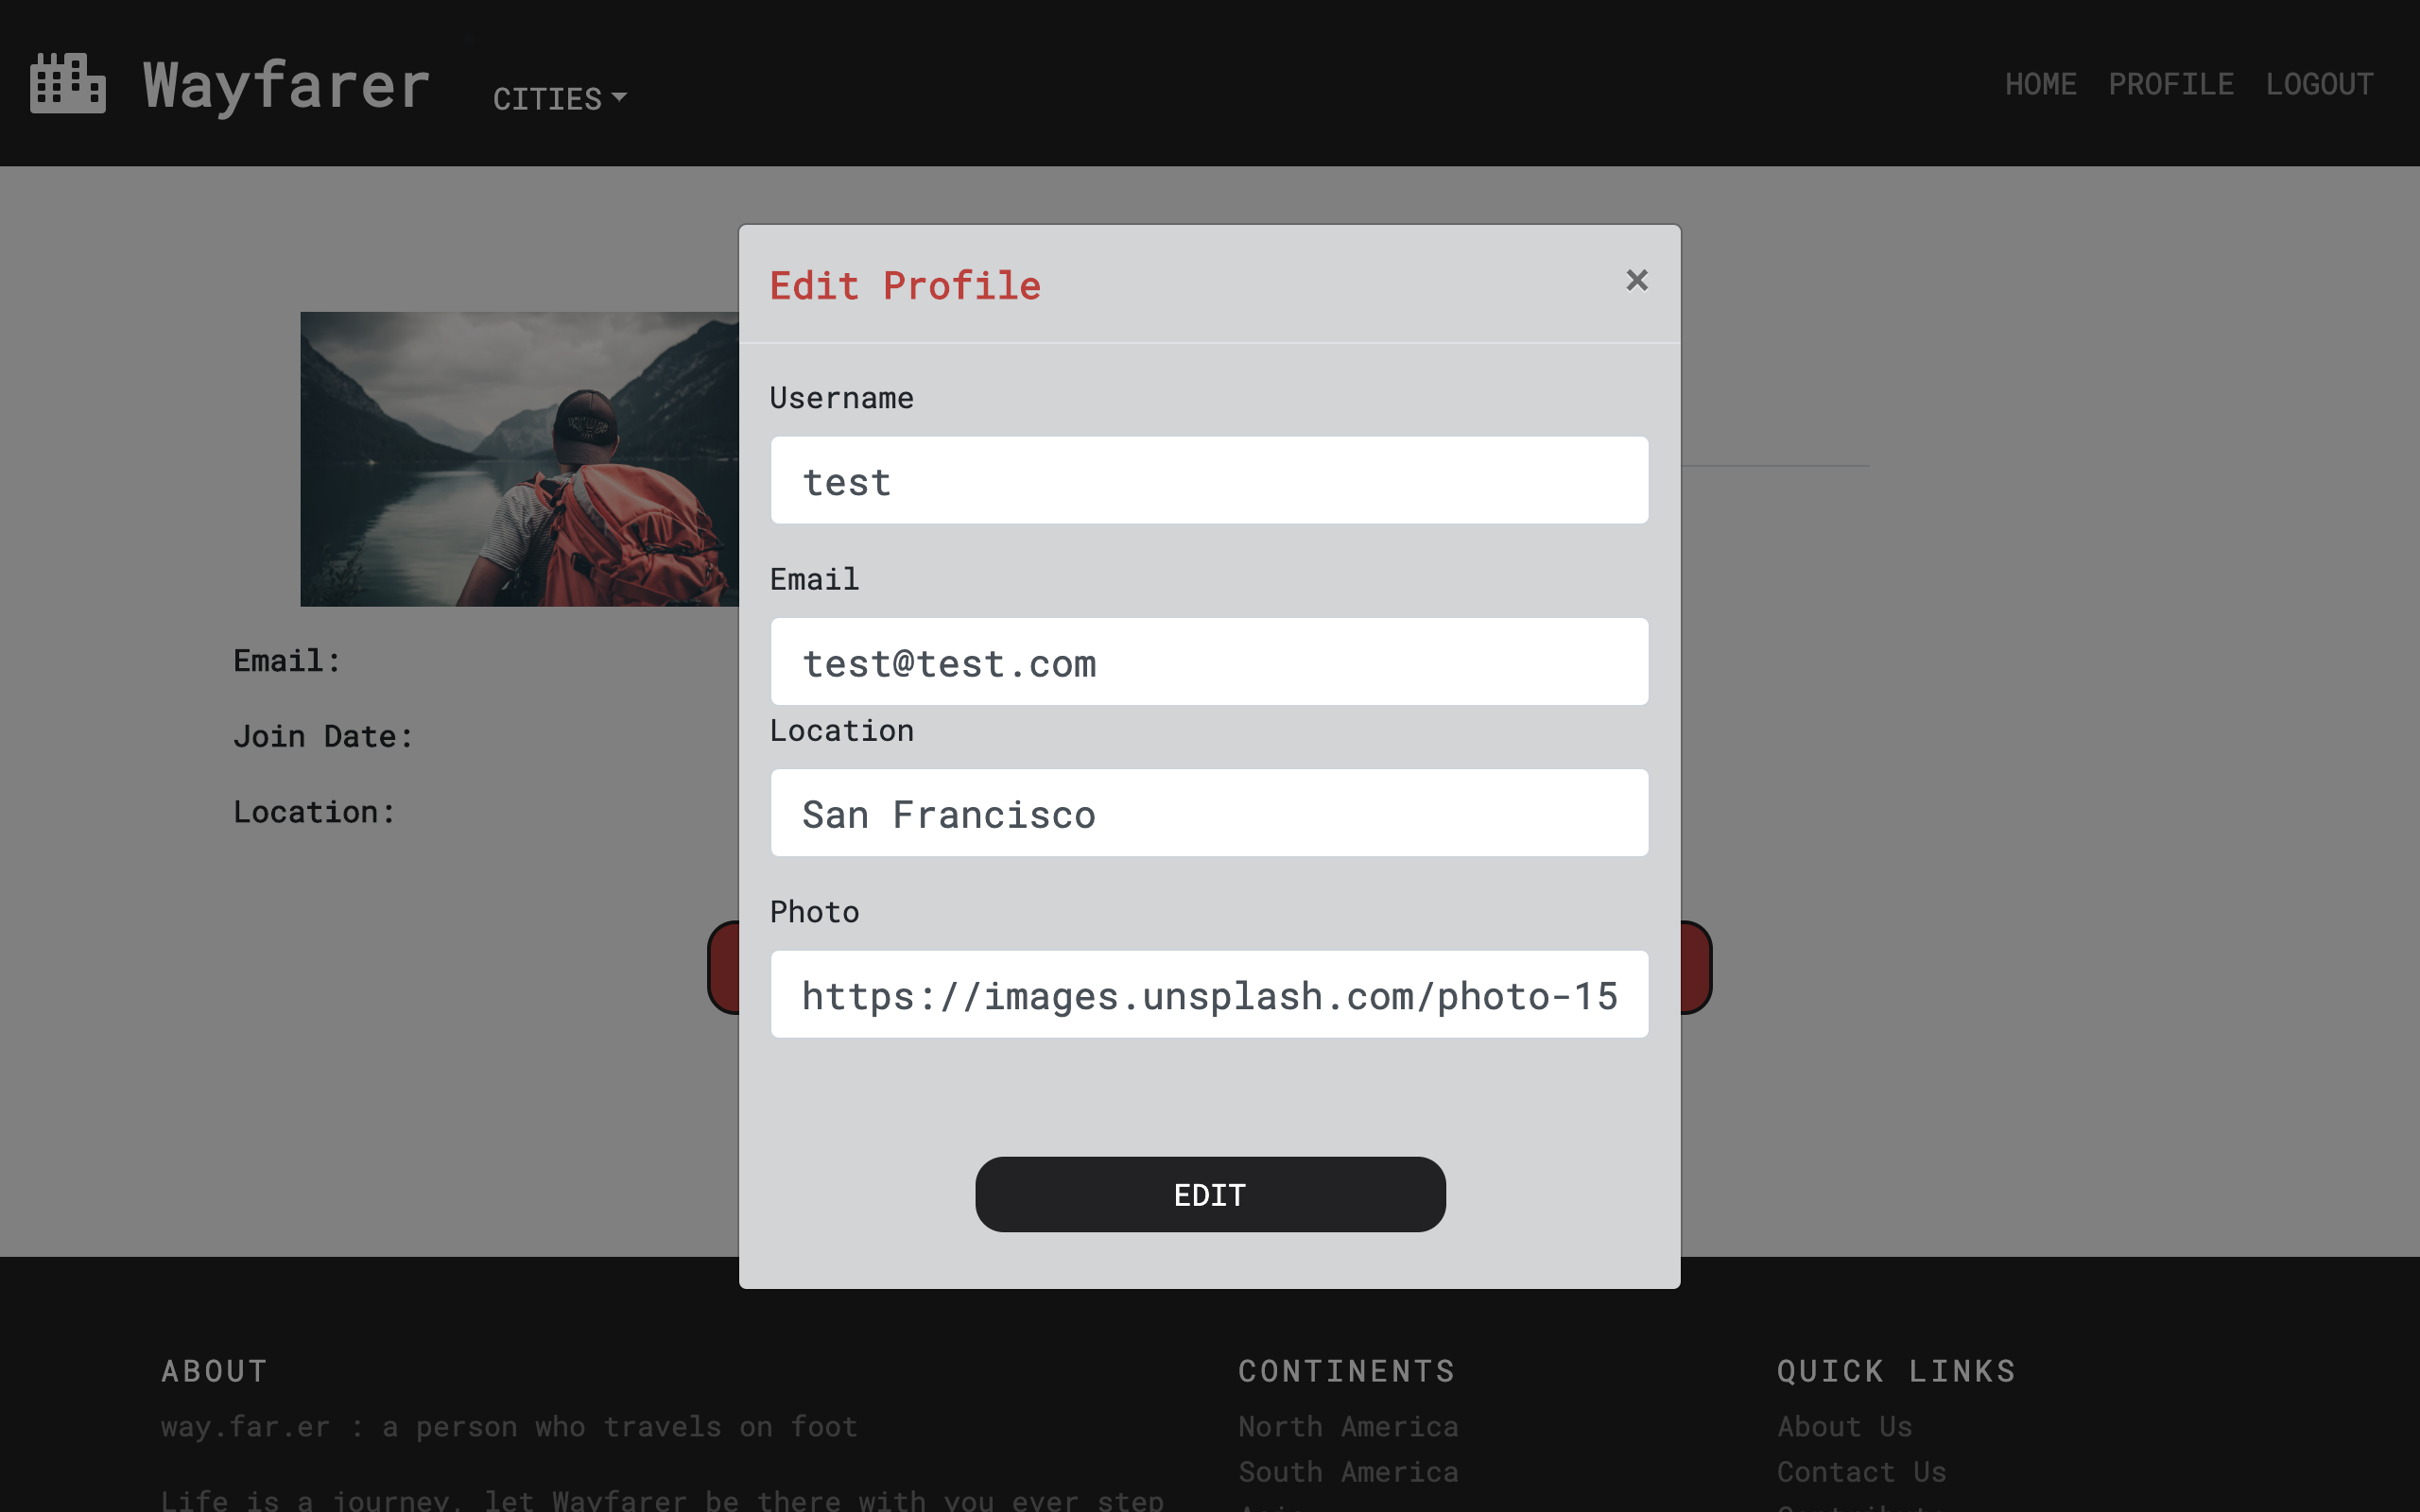 Wayfarer
CITIES
HOME PROFILE LOGOUT
Edit Profile
×
Username
test
Email
test@test.com
Location
San Francisco
Photo
https://images.unsplash.com/photo-15
EDIT
Email:
Join Date:
Location:
ABOUT
way.far.er : a person who travels on foot
Life is a journey, let Wayfarer be there with you ever step
CONTINENTS
North America
South America
QUICK LINKS
About Us
Contact Us